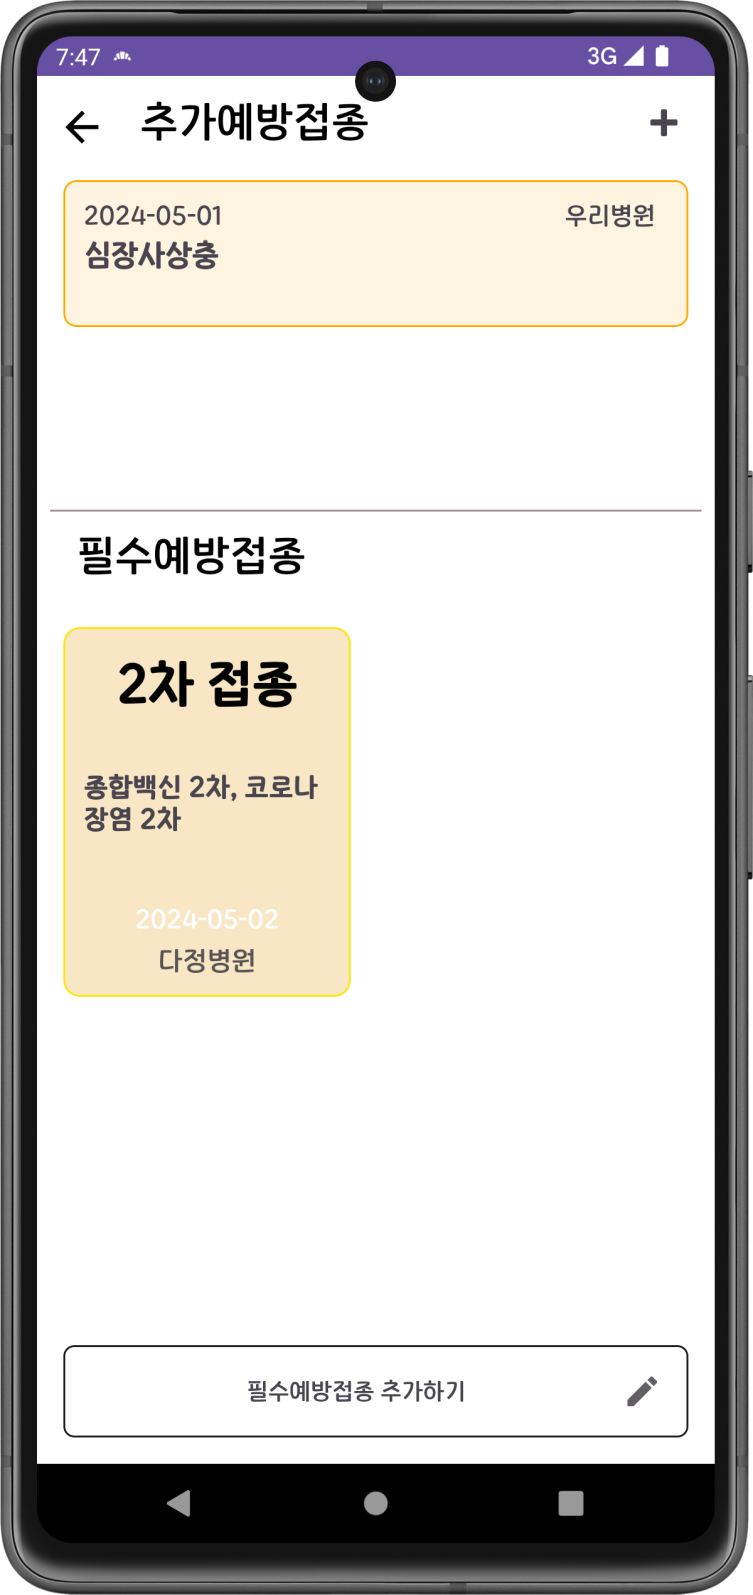 7:47 3G
추가예방접종
2024-05-01 우리병원
심장사상충
필수예방접종
2차 접종
종합백신 2차, 코로나
장염 2차
2024-05-02
다정병원
필수예방접종 추가하기